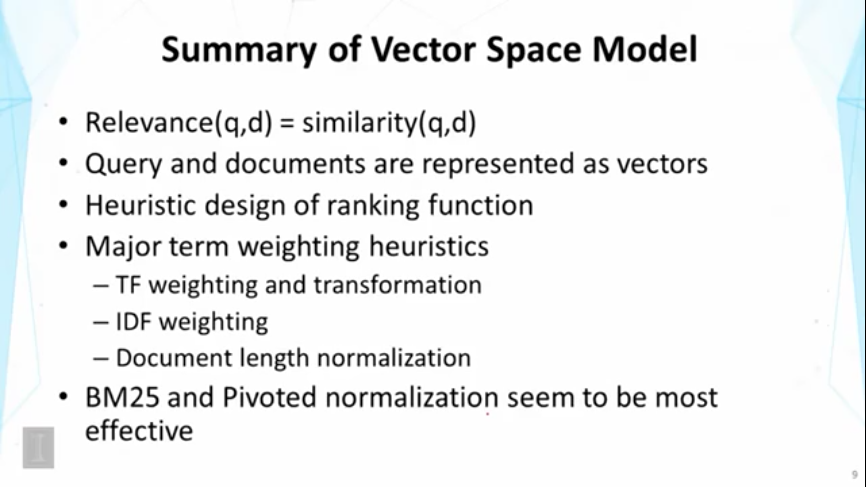 Summary of Vector Space Model
• Relevance(q,d) = similarity(q,d)
• Query and documents are represented as vectors
• Heuristic design of ranking function
• Major term weighting heuristics
– TF weighting and transformation
– IDF weighting
– Document length normalization
• BM25 and Pivoted normalization seem to be most
effective
I
9